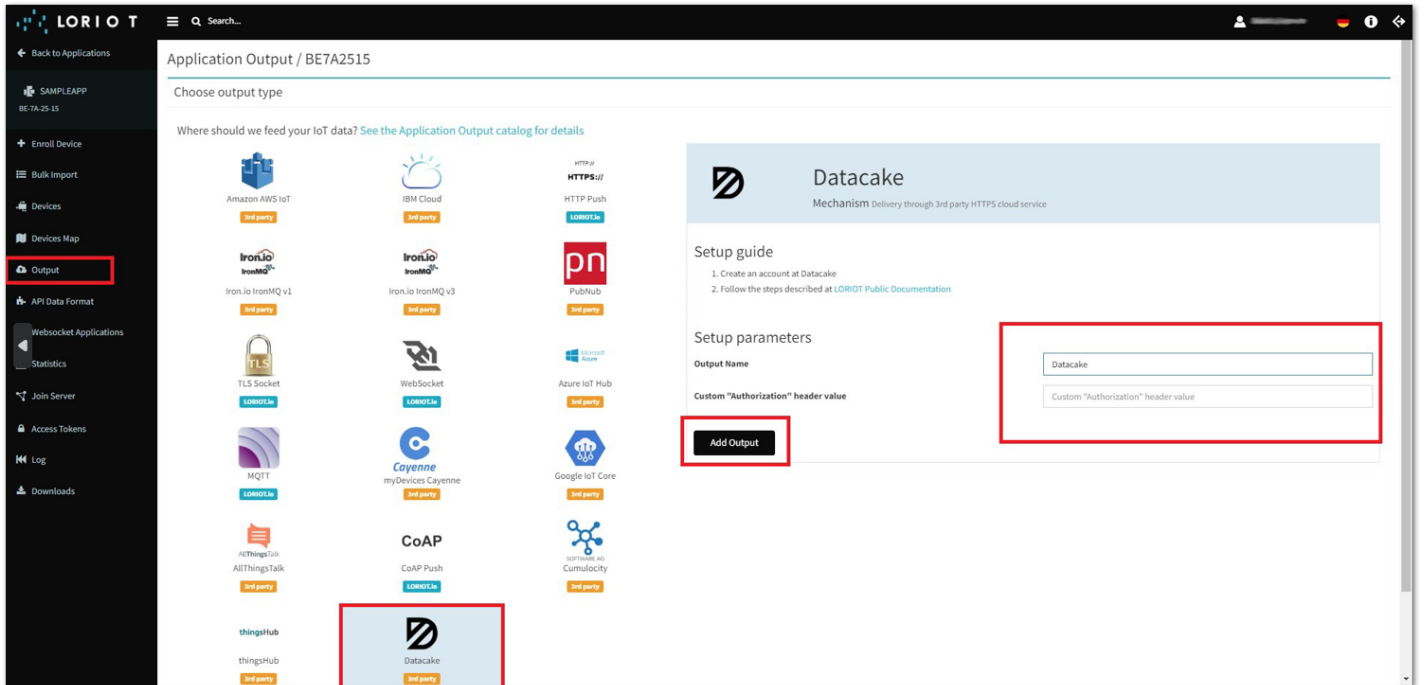 LORIOT
Search...
Back to Applications
SAMPLEAPP
BE-7A-25-15
Enroll Device
Bulk Import
Devices
Devices Map
Output
API Data Format
Websocket Applications
Statistics
Join Server
Access Tokens
Log
Downloads
Application Output / BE7A2515
Choose output type
Where should we feed your IoT data? See the Application Output catalog for details
Amazon AWS IoT
3rd party
IBM Cloud
3rd party
HTTP://
HTTPS://
HTTP Push
LORIOT.io
Iron.io
IronMQ
Iron.io IronMQ v1
3rd party
Iron.io
IronMQ
Iron.io IronMQ v3
3rd party
pn
PubNub
3rd party
TLS
TLS Socket
LORIOT.io
WebSocket
LORIOT.io
Microsoft
Azure
Azure IoT Hub
3rd party
MQTT
LORIOT.io
Cayenne
myDevices Cayenne
3rd party
Google IoT Core
3rd party
AllThingsTalk
AllThingsTalk
3rd party
CoAP
CoAP Push
LORIOT.io
SOFTWARE AG
Cumulocity
3rd party
thingsHub
thingsHub
3rd party
Datacake
3rd party
Datacake
Mechanism Delivery through 3rd party HTTPS cloud service
Setup guide
1. Create an account at Datacake
2. Follow the steps described at LORIOT Public Documentation
Setup parameters
Output Name
Datacake
Custom "Authorization" header value
Custom "Authorization" header value
Add Output